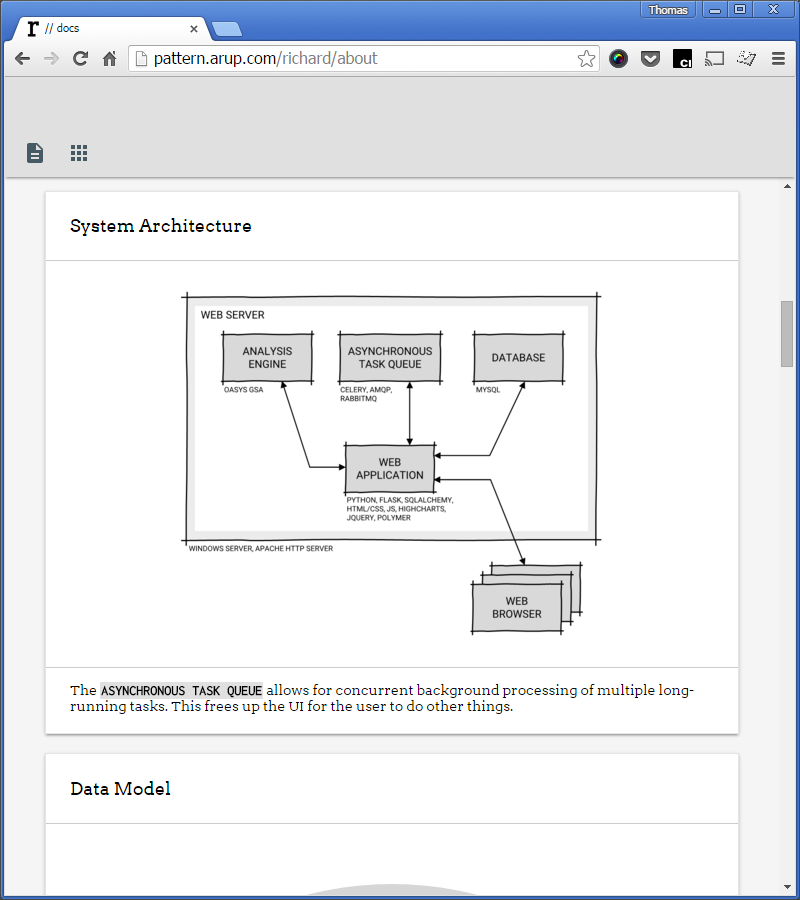 Thomas
r // docs
pattern.arup.com/richard/about
CI
System Architecture
WEB SERVER
ANALYSIS
ENGINE
OASYS GSA
ASYNCHRONOUS
TASK QUEUE
CELERY, AMQP,
RABBITMQ
DATABASE
MYSQL
WEB
APPLICATION
PYTHON, FLASK, SQLALCHEMY,
HTML/CSS, JS, HIGHCHARTS,
JQUERY, POLYMER
WINDOWS SERVER, APACHE HTTP SERVER
WEB
BROWSER
The ASYNCHRONOUS TASK QUEUE allows for concurrent background processing of multiple long-
running tasks. This frees up the UI for the user to do other things.
Data Model